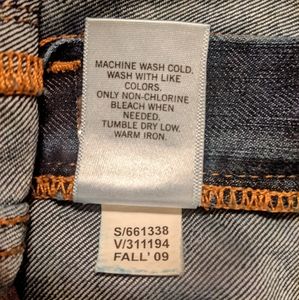 MACHINE WASH COLD.
WASH WITH LIKE
COLORS.
ONLY NON-CHLORINE
BLEACH WHEN
NEEDED.
TUMBLE DRY LOW.
WARM IRON.
S/661338
V/311194
FALL' 09